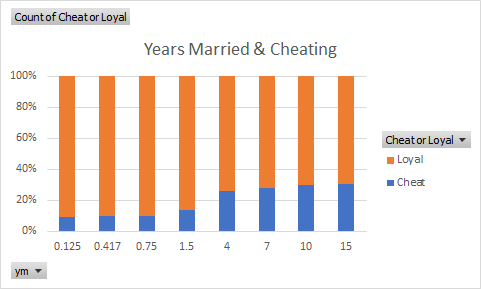 Count of Cheat or Loyal
Years Married & Cheating
100%
80%
60%
40%
20%
0%
0.125 0.417 0.75 1.5 4 7 10 15
Cheat or Loyal
Loyal
Cheat
ym